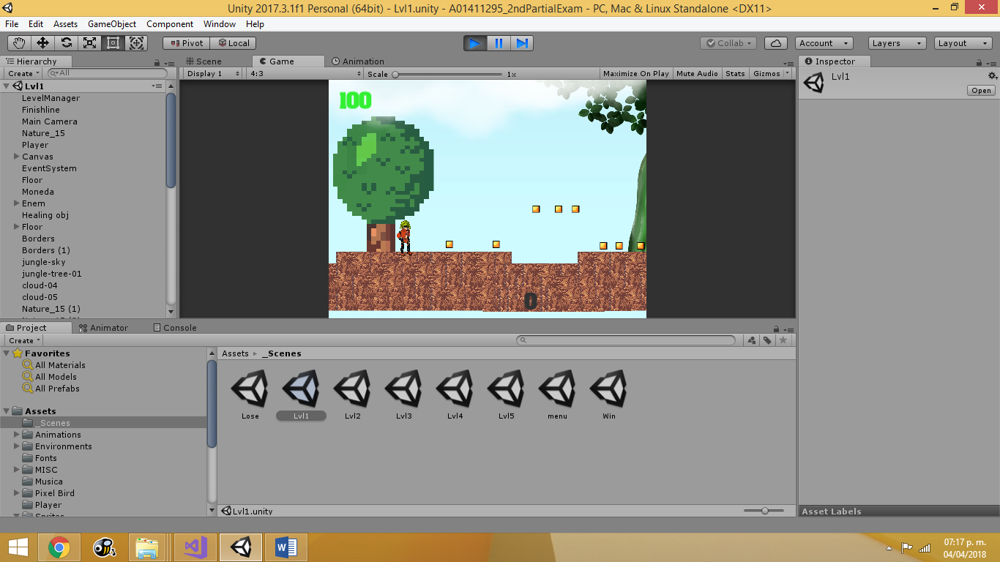 Unity 2017.3.1f1 Personal (64bit) - Lvl1.unity - A01411295_2ndPartialExam - PC, Mac & Linux Standalone <DX11>
File Edit Assets GameObject Component Window Help
Pivot Local Collab Account Layers Layout
Hierarchy
Create All
Lvl1
LevelManager
Finishline
Main Camera
Nature_15
Player
Canvas
EventSystem
Floor
Moneda
Enem
Healing obj
Floor
Borders
Borders (1)
jungle-sky
jungle-tree-01
cloud-04
cloud-05
Nature_15 (1)
Scene Game Animation
Display 1 4:3 Scale 1x Maximize On Play Mute Audio Stats Gizmos
100
0
Inspector
Lvl1
Open
Project Animator Console
Create
Favorites
All Materials
All Models
All Prefabs
Assets
_Scenes
Animations
Environments
Fonts
MISC
Musica
Pixel Bird
Player
Sprites
Assets _Scenes
Lose Lvl1 Lvl2 Lvl3 Lvl4 Lvl5 menu Win
Lvl1.unity
Asset Labels
07:17 p. m.
04/04/2018